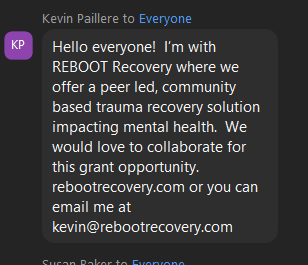 Kevin Paillere to Everyone
KP
Hello everyone!  I'm with
REBOOT Recovery where we
offer a peer led, community
based trauma recovery solution
impacting mental health.  We
would love to collaborate for
this grant opportunity.
rebootrecovery.com or you can
email me at
kevin@rebootrecovery.com
Susan Baker to Everyone